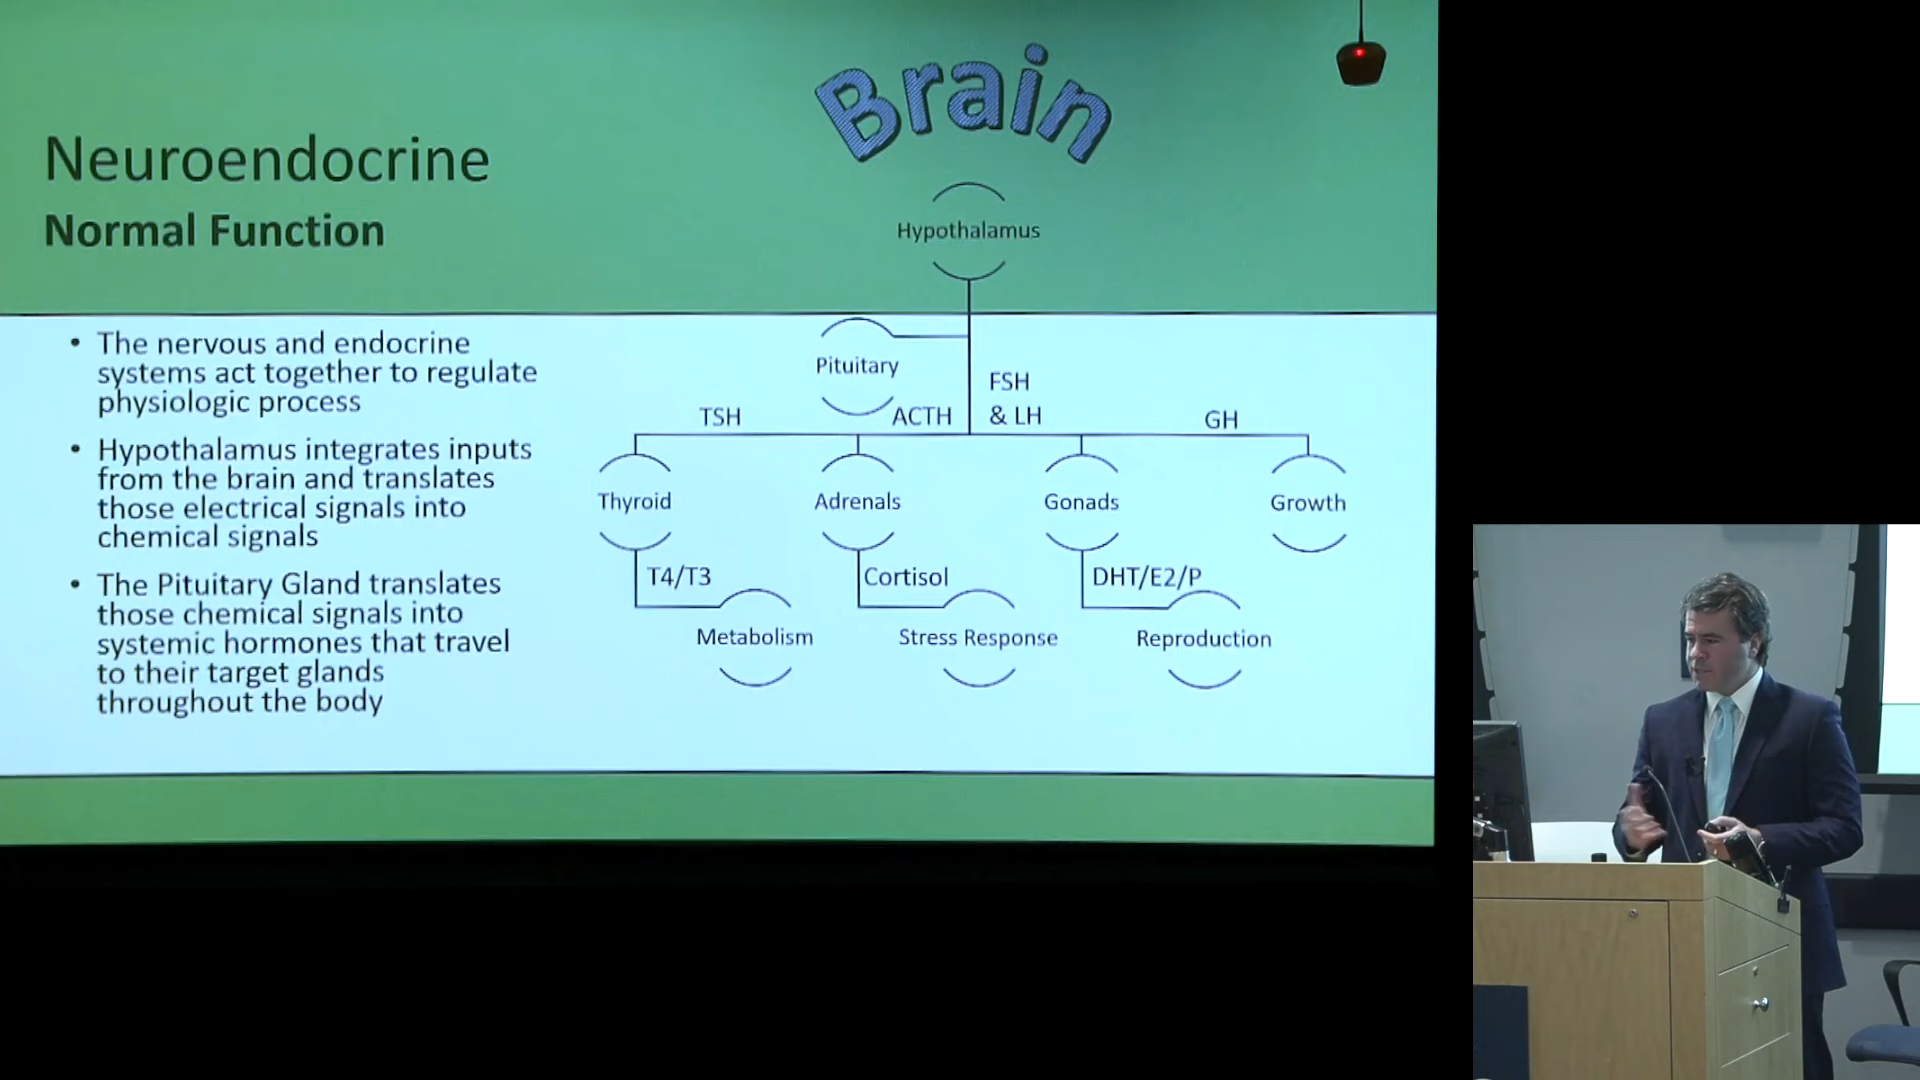 Brain
Neuroendocrine
Normal Function
Hypothalamus
• The nervous and endocrine
systems act together to regulate
physiologic process
• Hypothalamus integrates inputs
from the brain and translates
those electrical signals into
chemical signals
• The Pituitary Gland translates
those chemical signals into
systemic hormones that travel
to their target glands
throughout the body
Pituitary
TSH
ACTH
FSH
& LH
GH
Thyroid
Adrenals
Gonads
Growth
T4/T3
Cortisol
DHT/E2/P
Metabolism
Stress Response
Reproduction